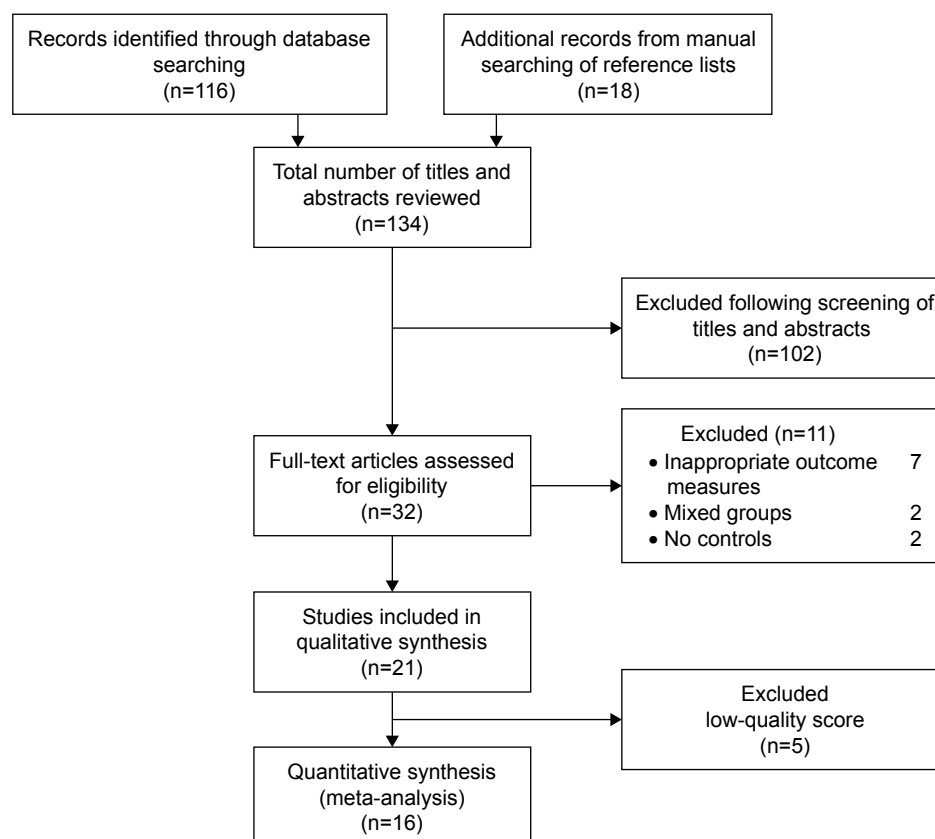 Records identified through database
searching
(n=116)
Additional records from manual
searching of reference lists
(n=18)
Total number of titles and
abstracts reviewed
(n=134)
Excluded following screening of
titles and abstracts
(n=102)
Full-text articles assessed
for eligibility
(n=32)
Excluded (n=11)
• Inappropriate outcome 7
measures
• Mixed groups 2
• No controls 2
Studies included in
qualitative synthesis
(n=21)
Excluded
low-quality score
(n=5)
Quantitative synthesis
(meta-analysis)
(n=16)